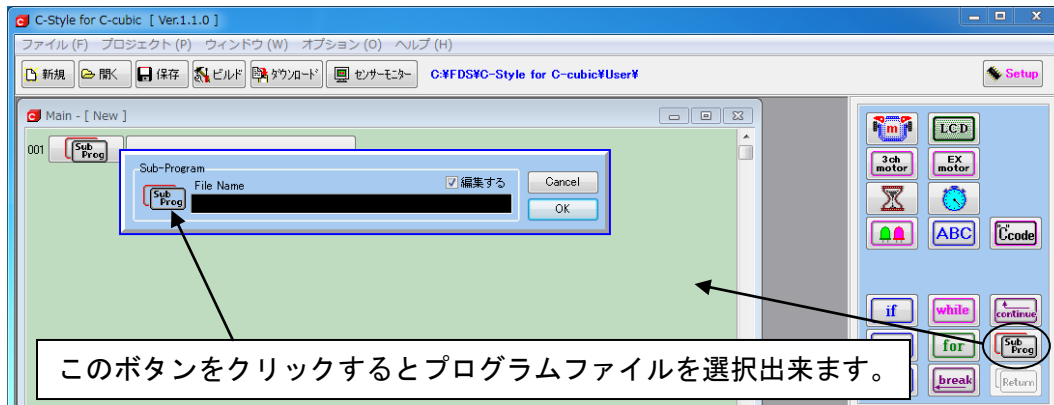 C-Style for C-cubic [ Ver.1.1.0 ]
ファイル (F) プロジェクト (P) ウィンドウ (W) オプション (O) ヘルプ (H)
新規 開く 保存 ビルド ダウンロード センサーモニター C:¥FDS¥C-Style for C-cubic¥User¥ Setup
Main - [ New ]
m LCD
001 Sub Prog
3ch motor EX motor
Sub-Program
File Name 編集する Cancel
Sub Prog
OK
ABC Ccode
if while continue
for Sub Prog
break Return
このボタンをクリックするとプログラムファイルを選択出来ます。